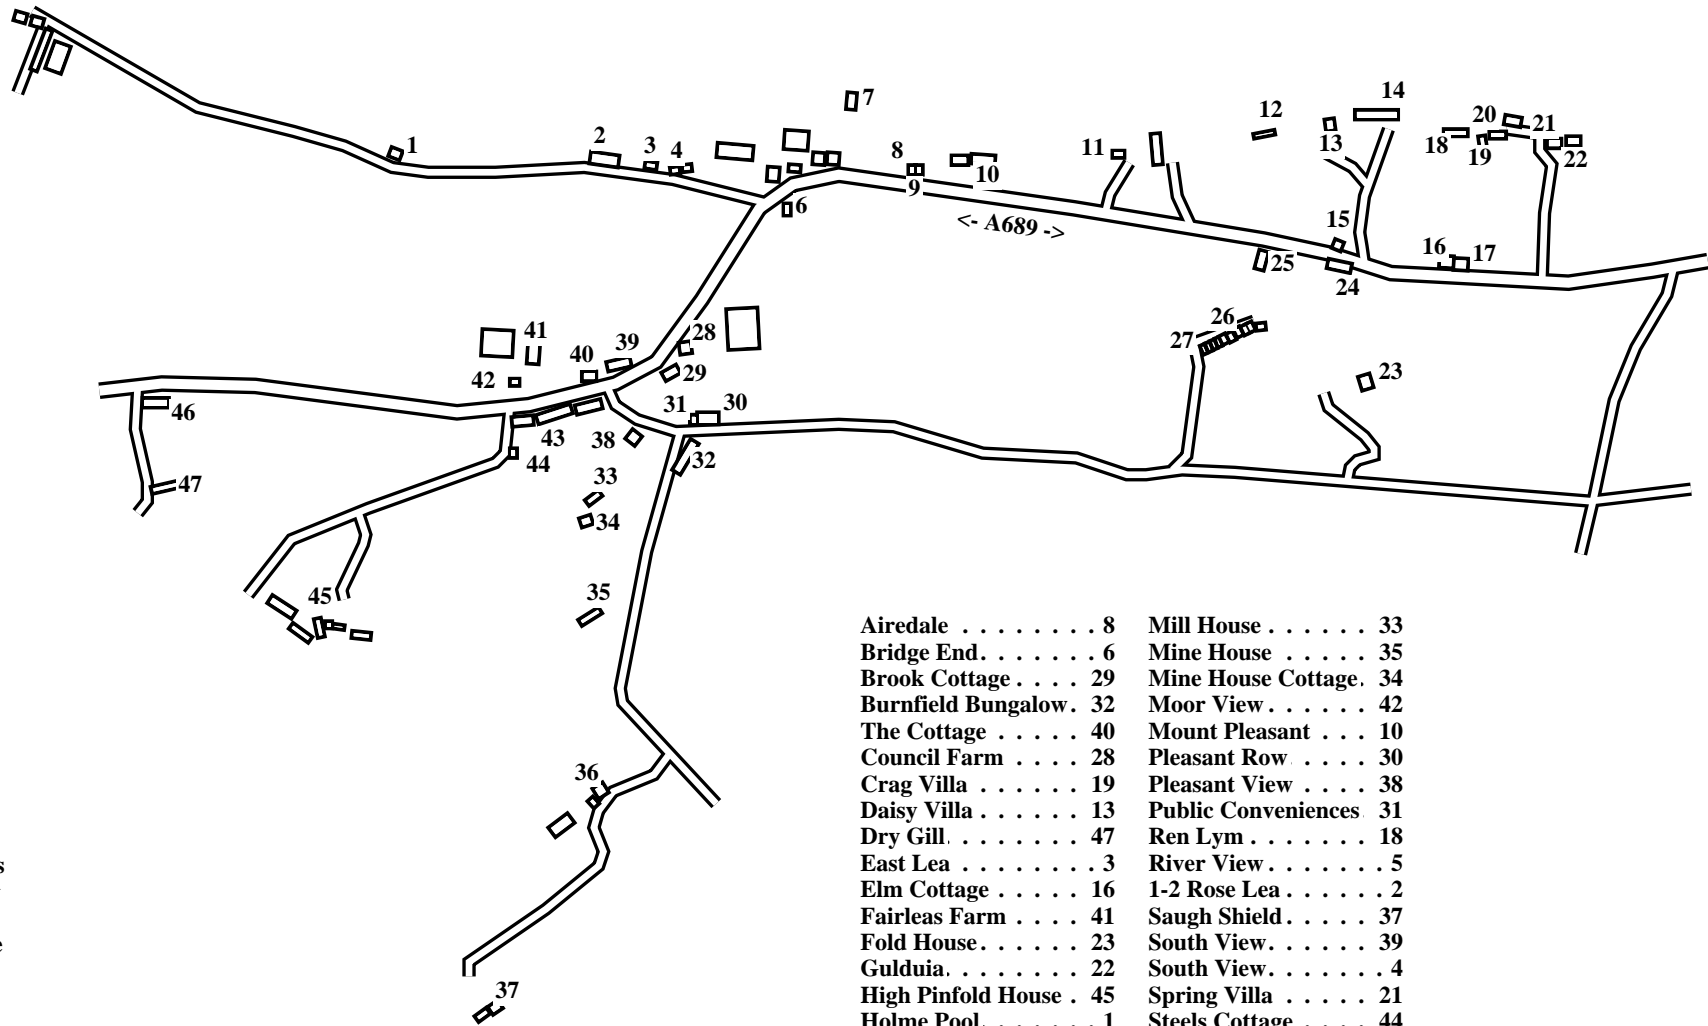 1
2
3
4
6
7
8
9
10
11
12
13
14
15
16
17
18
19
20
21
22
23
24
25
26
27
28
29
30
31
32
33
34
35
36
37
38
39
40
41
42
43
44
45
46
47
<- A689 ->
Airedale . . . . . . . . 8
Bridge End. . . . . . . 6
Brook Cottage . . . . 29
Burnfield Bungalow. 32
The Cottage . . . . . 40
Council Farm . . . . 28
Crag Villa . . . . . . 19
Daisy Villa . . . . . . 13
Dry Gill. . . . . . . . 47
East Lea . . . . . . . . 3
Elm Cottage . . . . . 16
Fairleas Farm . . . . 41
Fold House. . . . . . 23
Gulduia. . . . . . . . 22
High Pinfold House . 45
Holme Pool. . . . . . . 1
Mill House . . . . . . 33
Mine House . . . . . 35
Mine House Cottage. 34
Moor View . . . . . . 42
Mount Pleasant . . . 10
Pleasant Row . . . . . 30
Pleasant View . . . . 38
Public Conveniences. 31
Ren Lym . . . . . . . 18
River View . . . . . . . 5
1-2 Rose Lea . . . . . . 2
Saugh Shield. . . . . 37
South View. . . . . . 39
South View. . . . . . . 4
Spring Villa . . . . . 21
Steels Cottage . . . . 44